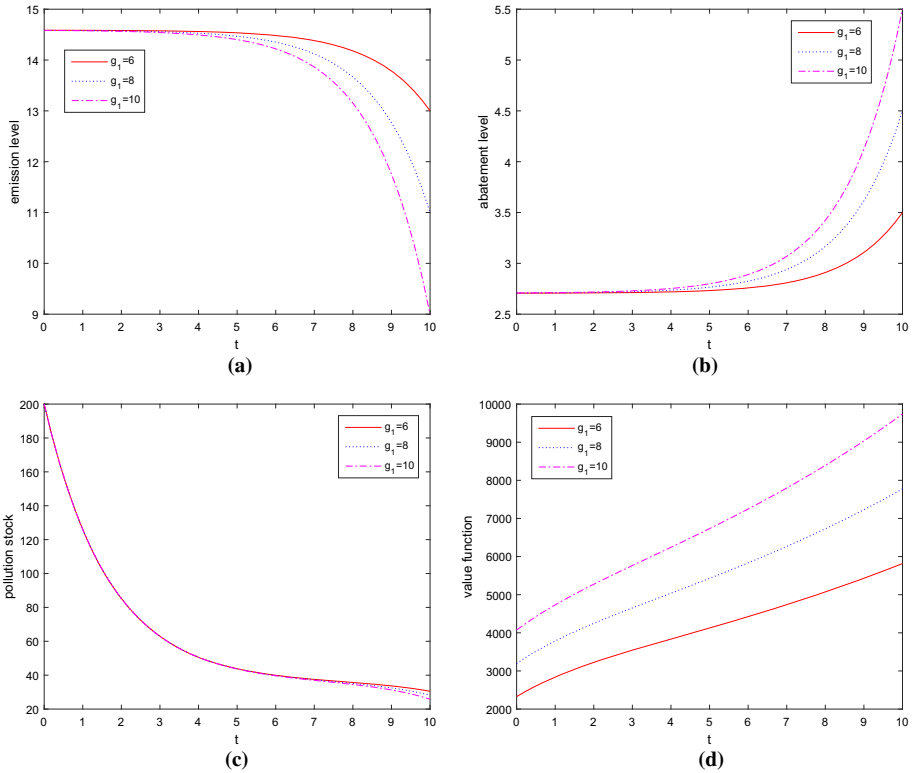 15
14
13
12
11
10
9
emission level
g1=6
g1=8
g1=10
0 1 2 3 4 5 6 7 8 9 10
t
(a)
5.5
4.5
3.5
2.5
abatement level
g1=6
g1=8
g1=10
0 1 2 3 4 5 6 7 8 9 10
t
(b)
200
180
160
140
120
100
80
60
40
20
pollution stock
g1=6
g1=8
g1=10
0 1 2 3 4 5 6 7 8 9 10
t
(c)
10000
9000
8000
7000
6000
5000
4000
3000
2000
value function
g1=6
g1=8
g1=10
0 1 2 3 4 5 6 7 8 9 10
t
(d)